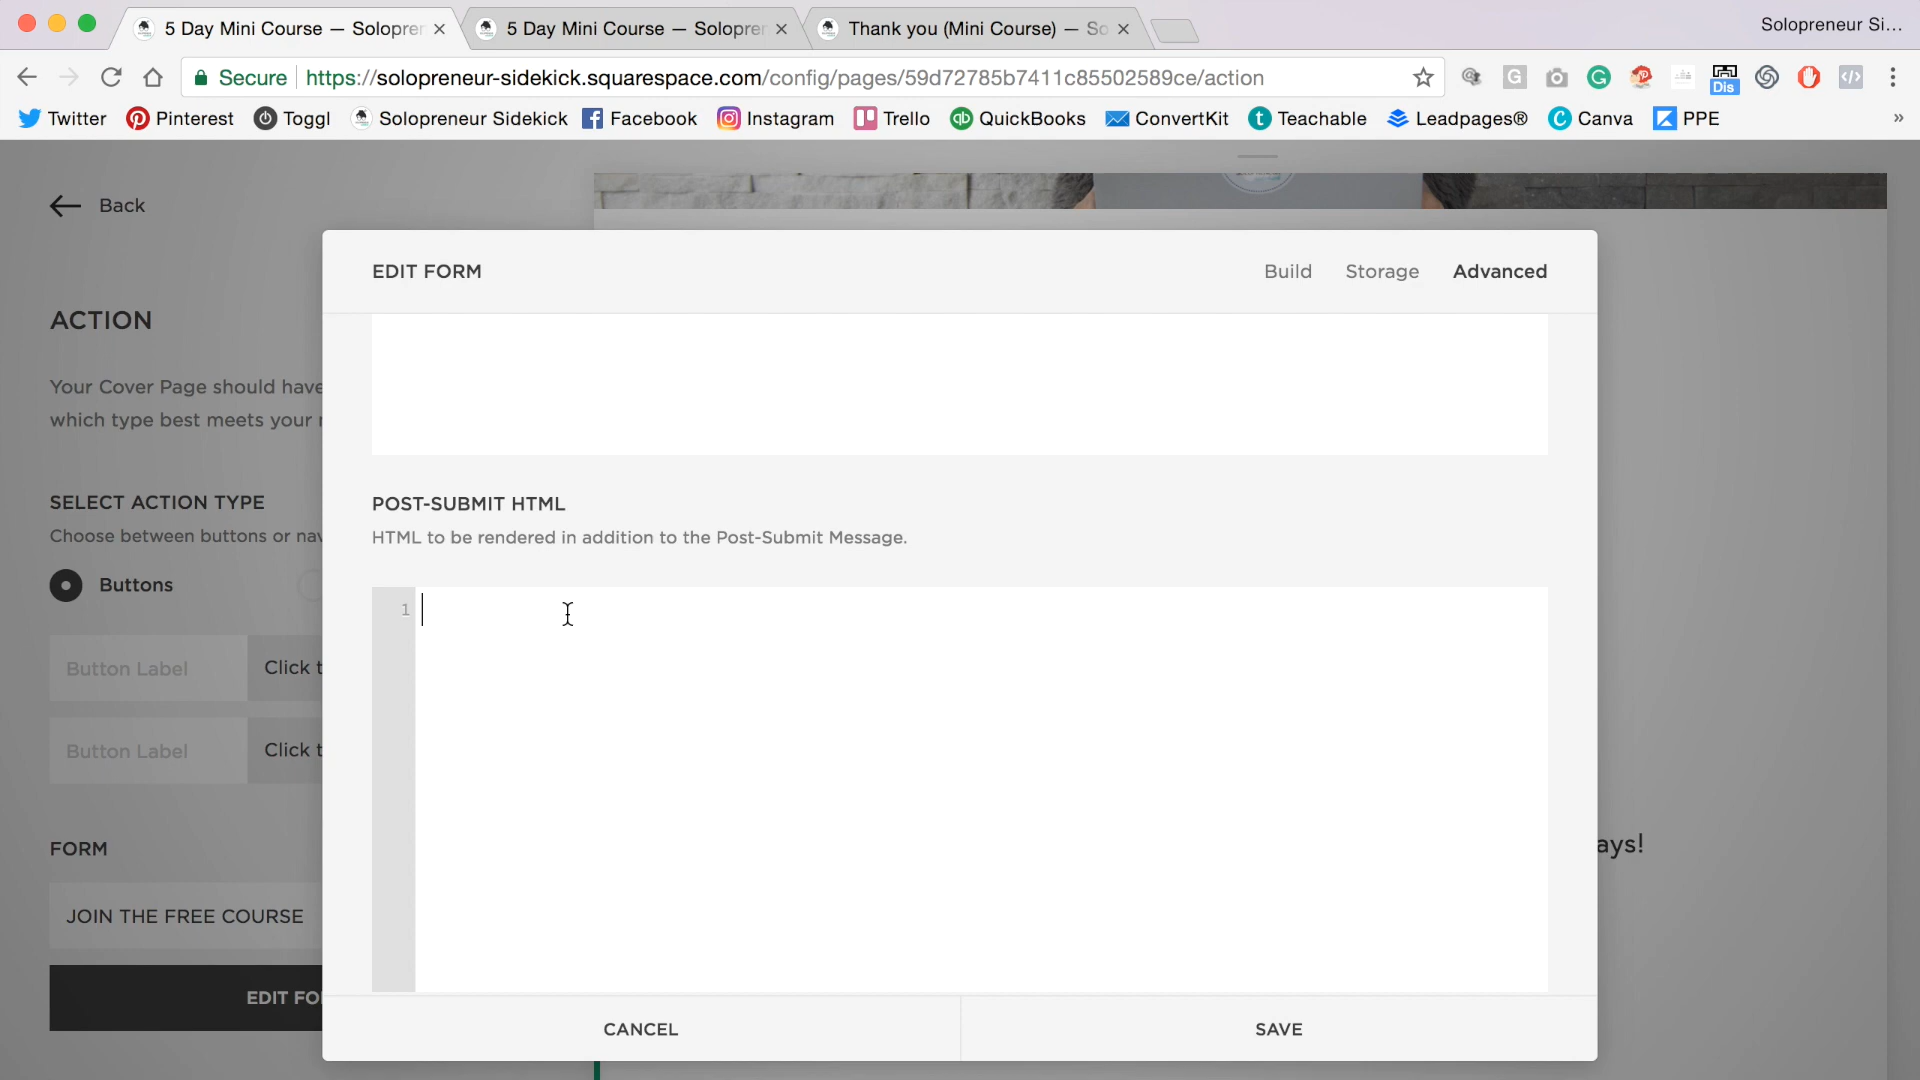 5 Day Mini Course — Solopre
5 Day Mini Course — Solopre
Thank you (Mini Course) — So
Solopreneur Si...
Secure
https://solopreneur-sidekick.squarespace.com/config/pages/59d72785b7411c85502589ce/action
Dis
Twitter
Pinterest
Toggl
Solopreneur Sidekick
Facebook
Instagram
Trello
QuickBooks
ConvertKit
Teachable
Leadpages®
Canva
PPE
»
Back
ACTION
Your Cover Page should have
which type best meets your
SELECT ACTION TYPE
Choose between buttons or nav
Buttons
Button Label
Click t
Button Label
Click t
FORM
JOIN THE FREE COURSE
EDIT FO
EDIT FORM
Build
Storage
Advanced
POST-SUBMIT HTML
HTML to be rendered in addition to the Post-Submit Message.
1
CANCEL
SAVE
ays!